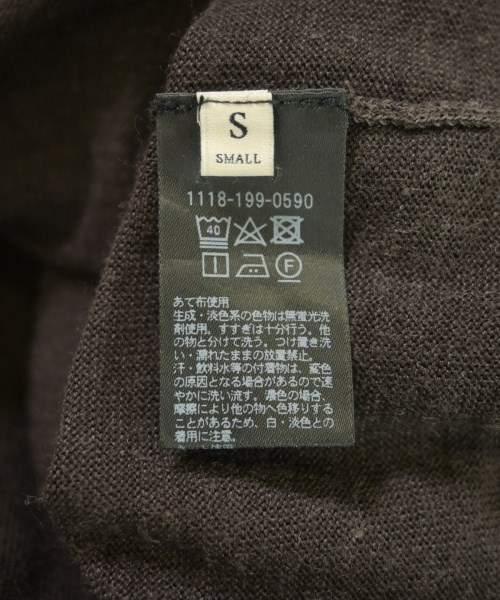 S
SMALL
1118-199-0590
40
F
あて布使用
生成・淡色系の色物は無蛍光洗
剤使用。すすぎは十分行う。他
の物と分けて洗う。つけ置き洗
い・濡れたままの放置禁止。
汗・飲料水等の付着物は、変色
の原因となる場合があるので速
やかに洗い流す。濃色の場合、
摩擦により他の物へ色移りする
ことがあるため、白・淡色との
着用に注意。